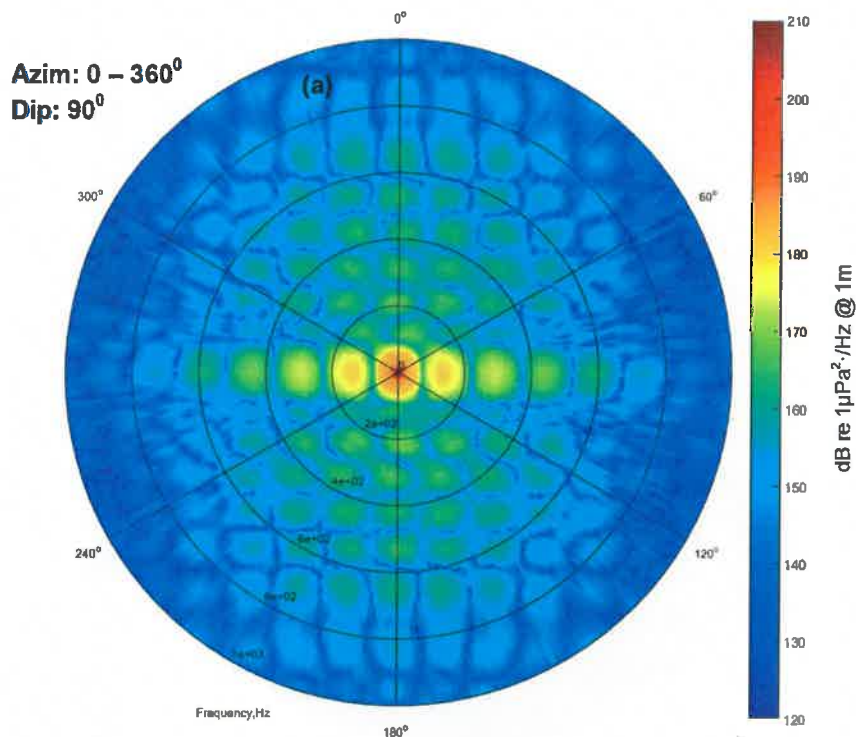 0°
Azim: 0 – 360⁰
Dip: 90⁰
(a)
300°
60°
0
2e+02
4e+02
6e+02
8e+02
1e+03
240°
120°
Frequency,Hz
180°
210
200
190
180
170
160
150
140
130
120
dB re 1µPa²·/Hz @ 1m